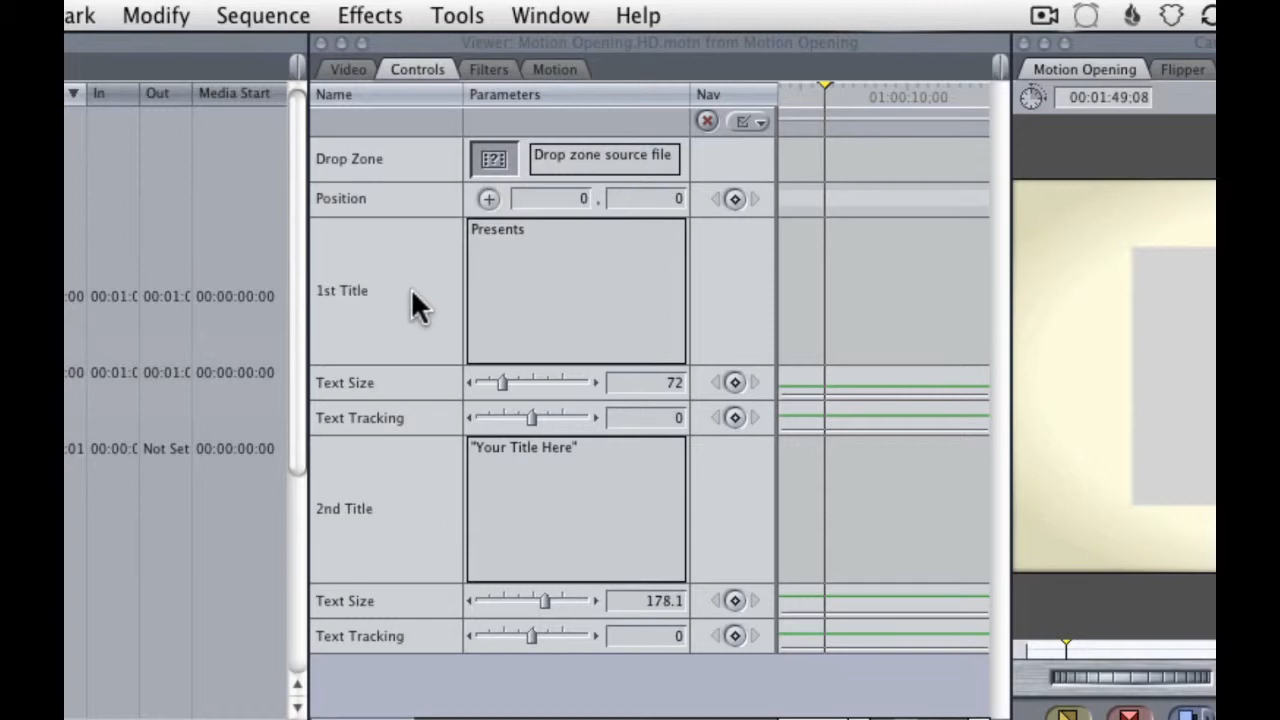 ark Modify Sequence Effects Tools Window Help
Viewer: Motion Opening.HD.motn from Motion Opening
Video Controls Filters Motion
Motion Opening Flipper
In Out Media Start
Name Parameters Nav
01:00:10;00
00:01:49;08
Drop Zone
Drop zone source file
Position
0 , 0
Presents
1st Title
:00 00:01:0 01:0 00:00:00:00
Text Size 72
:00 00:01:0 01:0 00:00:00:00
Text Tracking 0
"Your Title Here"
:01 00:00:0 Not Set 00:00:00:00
2nd Title
Text Size 178.1
Text Tracking 0